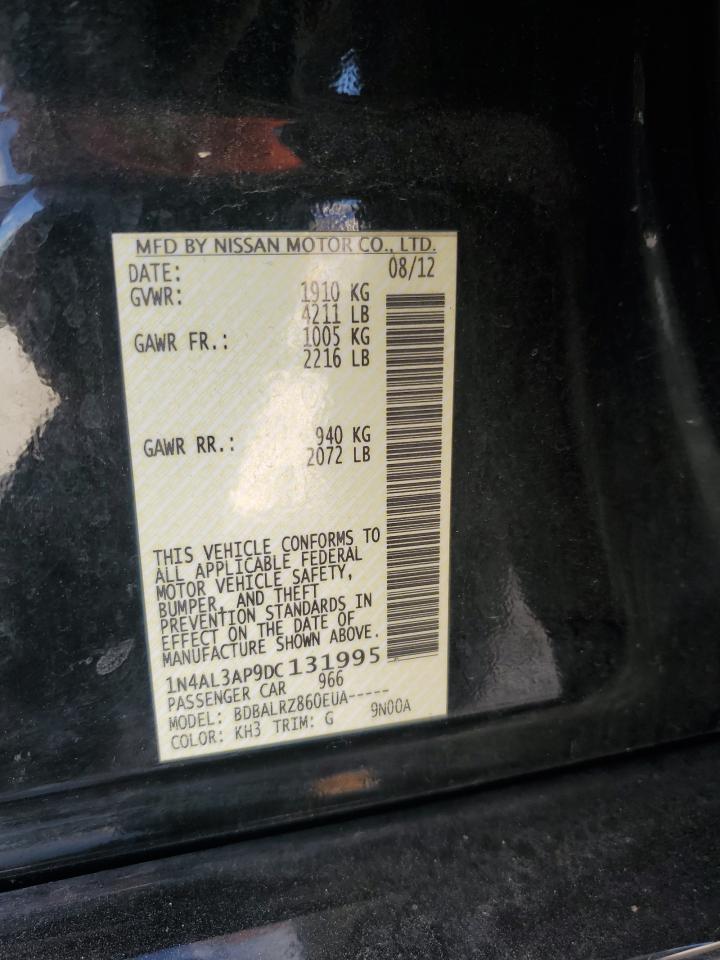 MFD BY NISSAN MOTOR CO., LTD.
DATE: 08/12
GVWR: 1910 KG
4211 LB
GAWR FR.: 1005 KG
2216 LB
GAWR RR.: 940 KG
2072 LB
THIS VEHICLE CONFORMS TO
ALL APPLICABLE FEDERAL
MOTOR VEHICLE SAFETY,
BUMPER, AND THEFT
PREVENTION STANDARDS IN
EFFECT ON THE DATE OF
MANUFACTURE SHOWN ABOVE.
1N4AL3AP9DC131995
PASSENGER CAR 966
MODEL: BDBALRZ860EUA-----
COLOR: KH3 TRIM: G 9N00A